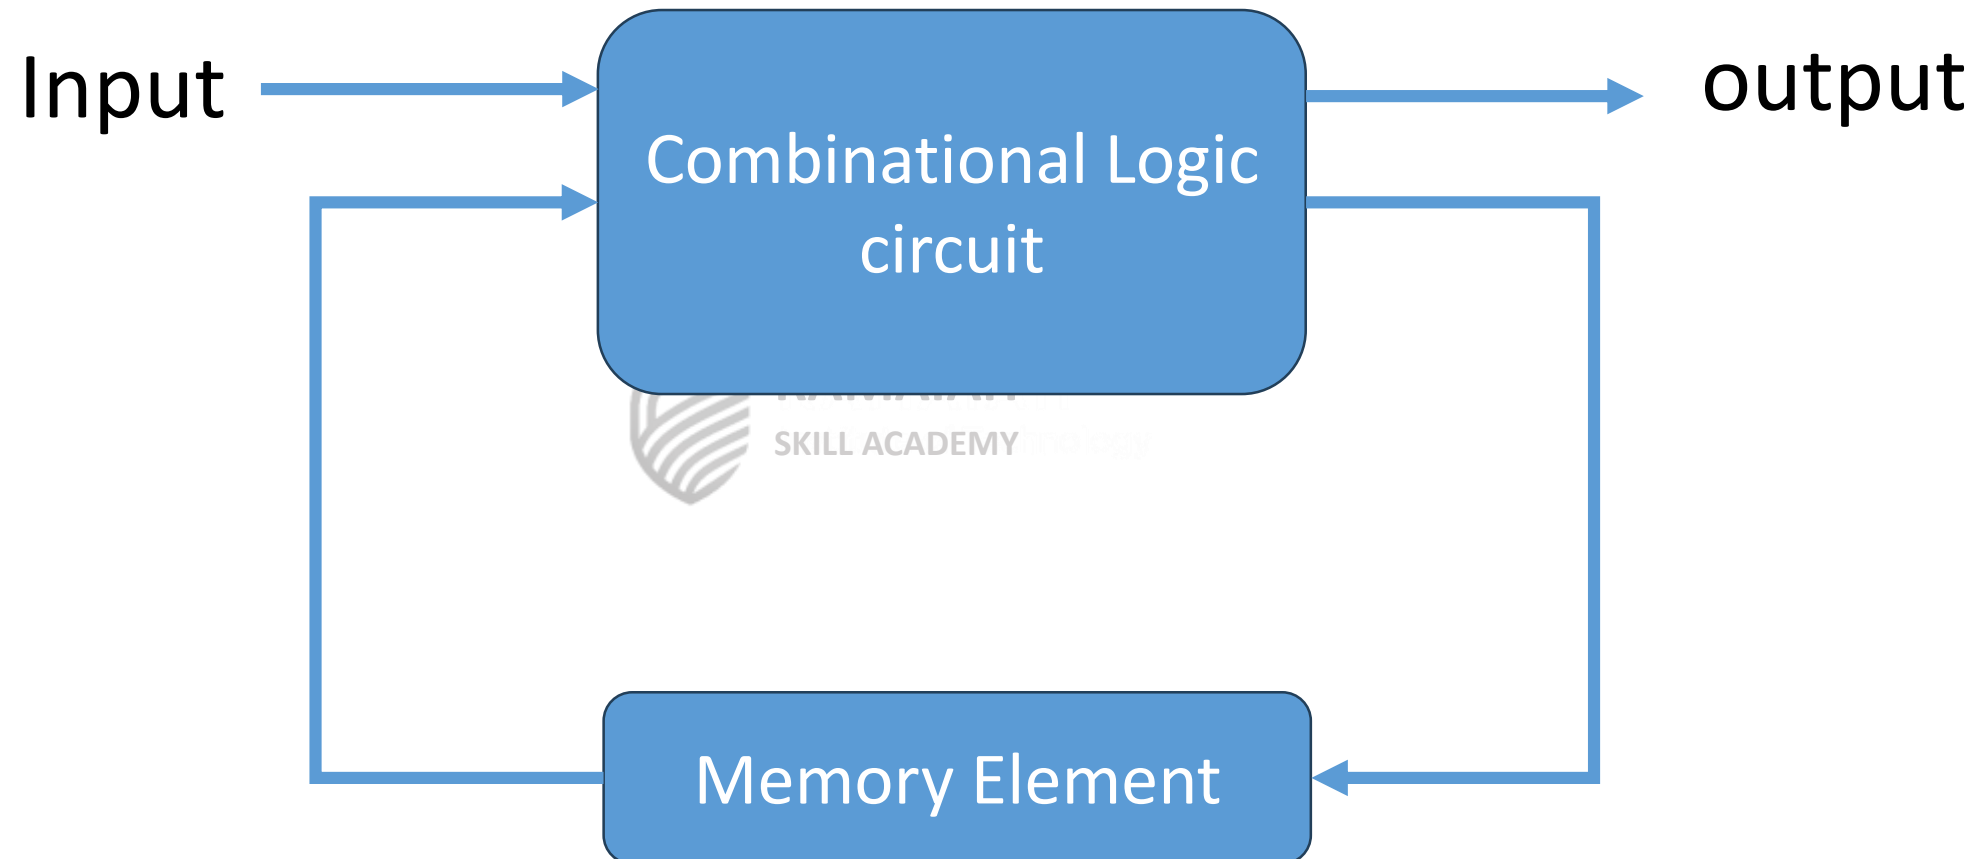 Input
output
Combinational Logic
circuit
SKILL ACADEMY
Memory Element